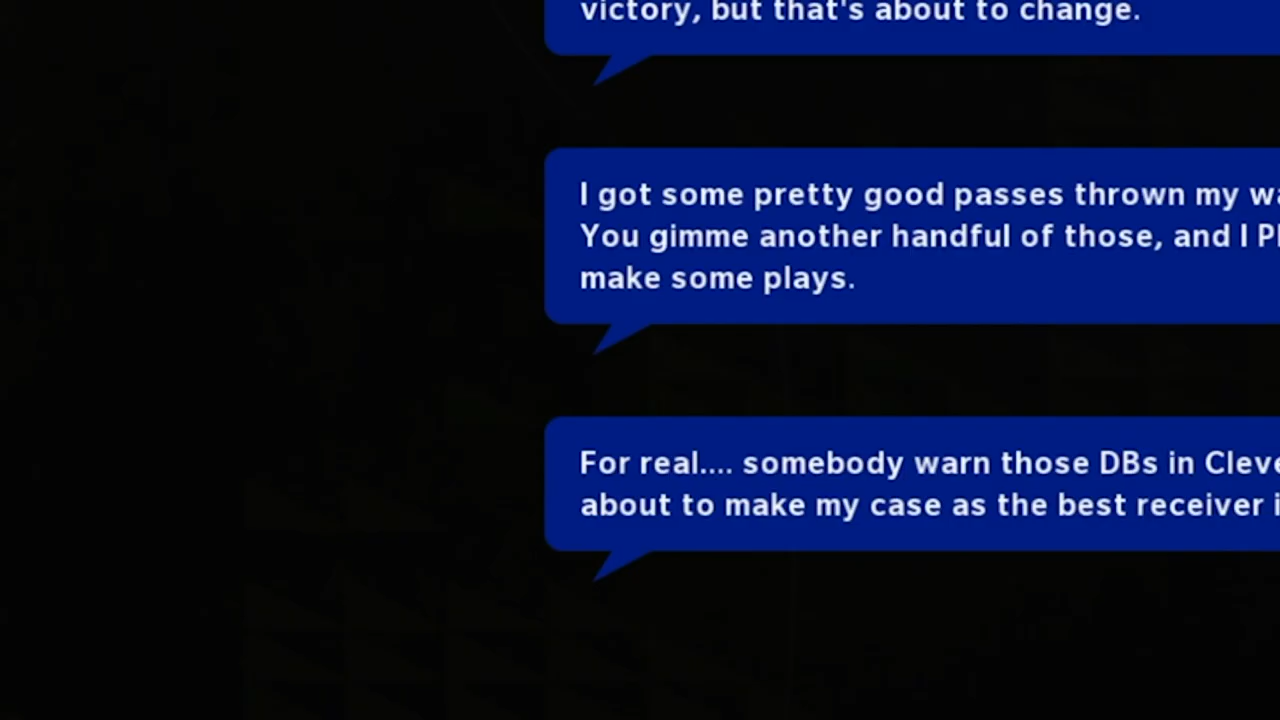 victory, but that's about to change.
I got some pretty good passes thrown my
You gimme another handful of those, and I
make some plays.
For real.... somebody warn those DBs in
about to make my case as the best receiver